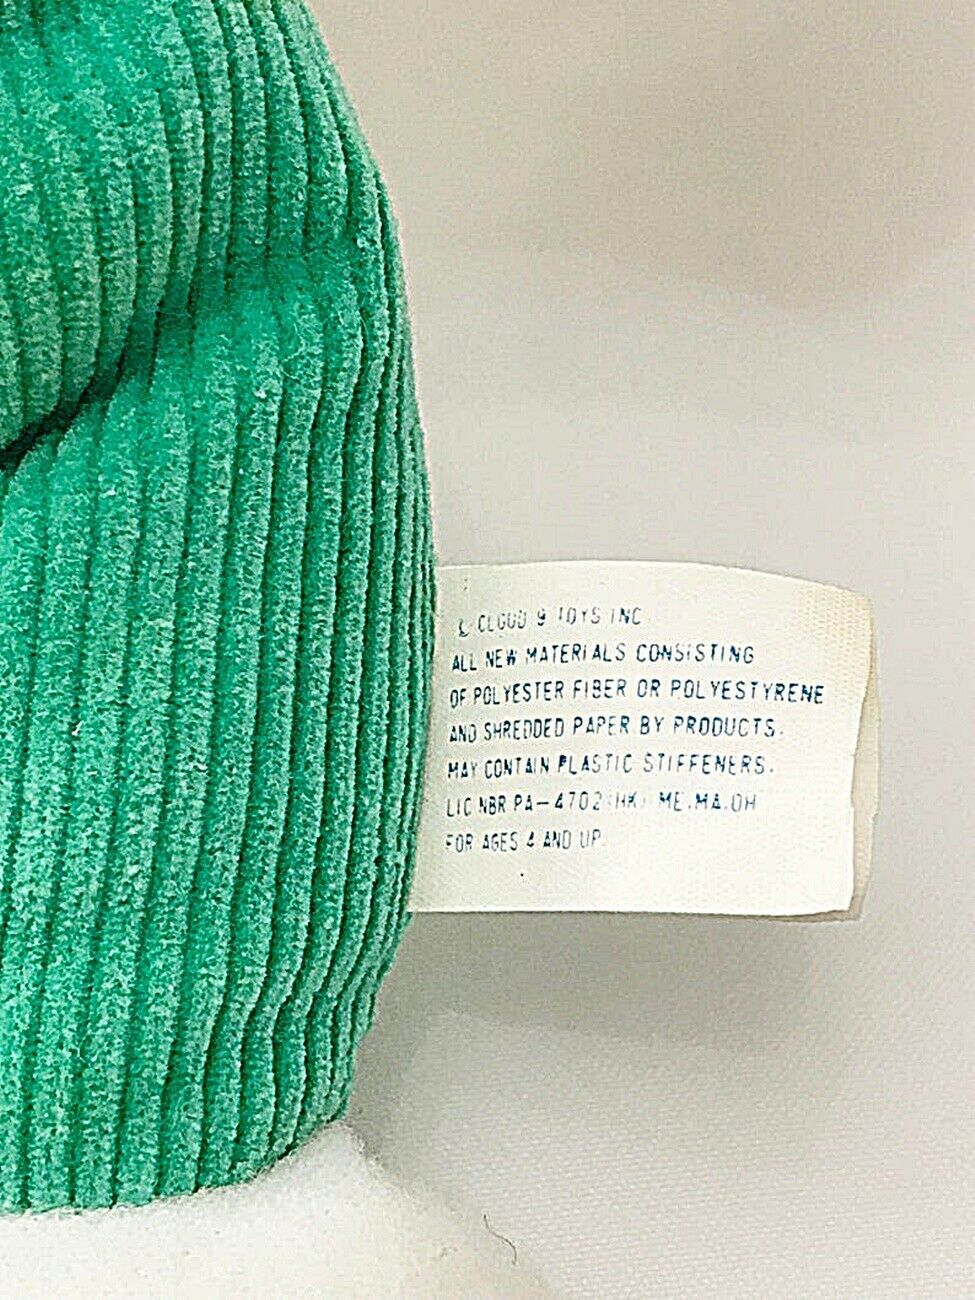 CLOUD 9 TOYS INC
ALL NEW MATERIALS CONSISTING
OF POLYESTER FIBER OR POLYESTYRENE
AND SHREDDED PAPER BY PRODUCTS.
MAY CONTAIN PLASTIC STIFFENERS.
LIC NBR PA-4702 (HK) ME.MA.OH
FOR AGES 4 AND UP.